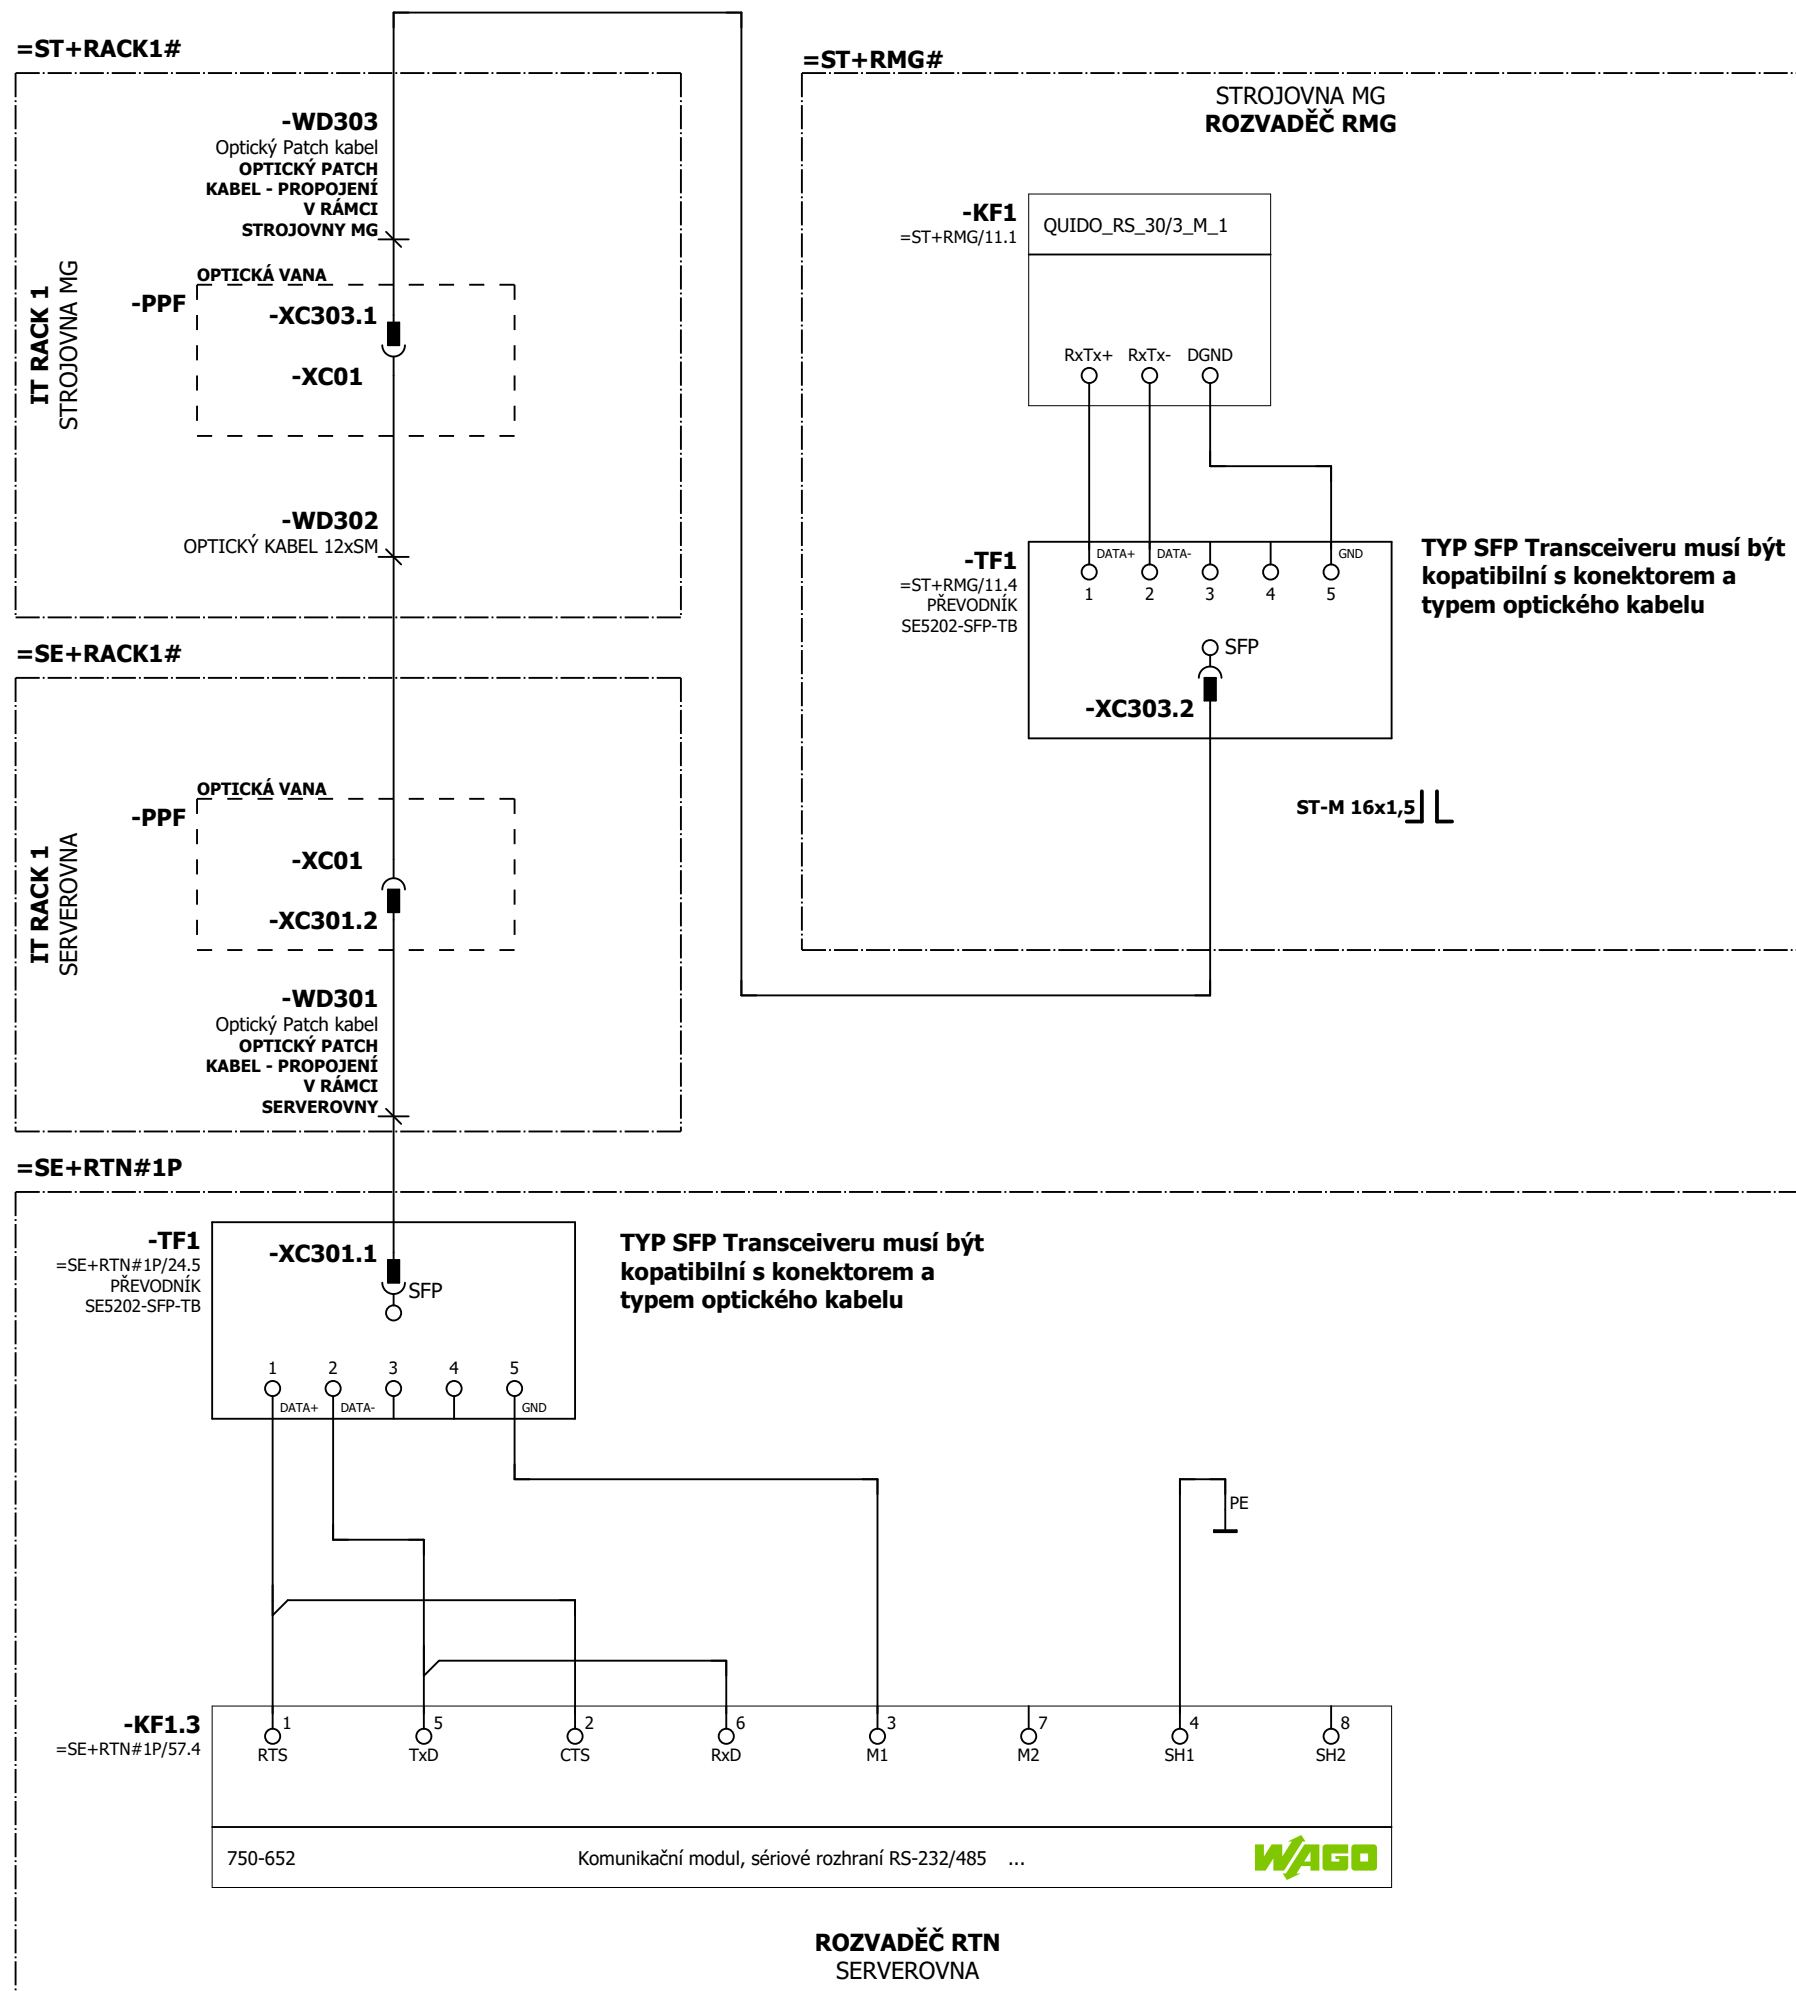 =ST+RACK1#
-WD303
Optický Patch kabel
OPTICKÝ PATCH
KABEL - PROPOJENÍ
V RÁMCI
STROJOVNY MG
IT RACK 1
STROJOVNA MG
OPTICKÁ VANA
-PPF
-XC303.1
-XC01
-WD302
OPTICKÝ KABEL 12xSM
=SE+RACK1#
IT RACK 1
SERVEROVNA
OPTICKÁ VANA
-PPF
-XC01
-XC301.2
-WD301
Optický Patch kabel
OPTICKÝ PATCH
KABEL - PROPOJENÍ
V RÁMCI
SERVEROVNY
=ST+RMG#
STROJOVNA MG
ROZVADĚČ RMG
-KF1
=ST+RMG/11.1
QUIDO_RS_30/3_M_1
RxTx+ RxTx- DGND
-TF1
=ST+RMG/11.4
PŘEVODNÍK
SE5202-SFP-TB
DATA+ DATA- GND
1 2 3 4 5
SFP
-XC303.2
TYP SFP Transceiveru musí být
kopatibilní s konektorem a
typem optického kabelu
ST-M 16x1,5
=SE+RTN#1P
-TF1
=SE+RTN#1P/24.5
PŘEVODNÍK
SE5202-SFP-TB
-XC301.1
SFP
1 2 3 4 5
DATA+ DATA- GND
TYP SFP Transceiveru musí být
kopatibilní s konektorem a
typem optického kabelu
PE
-KF1.3
=SE+RTN#1P/57.4
1 5 2 6 3 7 4 8
RTS TxD CTS RxD M1 M2 SH1 SH2
750-652 Komunikační modul, sériové rozhraní RS-232/485 ...
WAGO
ROZVADĚČ RTN
SERVEROVNA